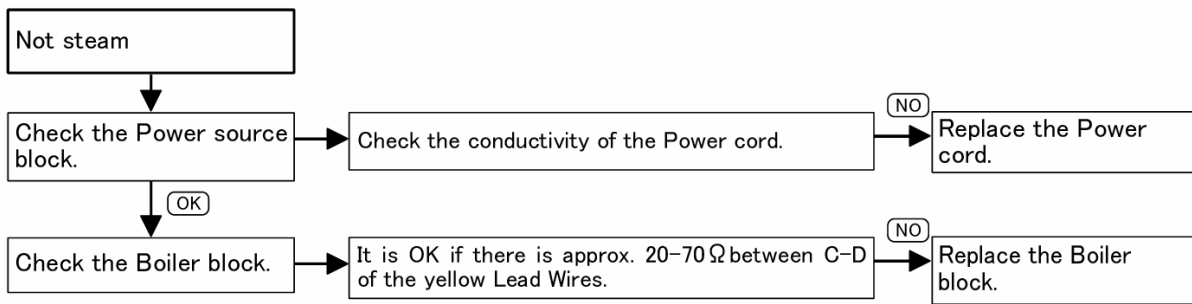 Not steam
Check the Power source
block.
Check the conductivity of the Power cord.
NO
Replace the Power
cord.
OK
Check the Boiler block.
It is OK if there is approx. 20-70Ω between C-D
of the yellow Lead Wires.
NO
Replace the Boiler
block.